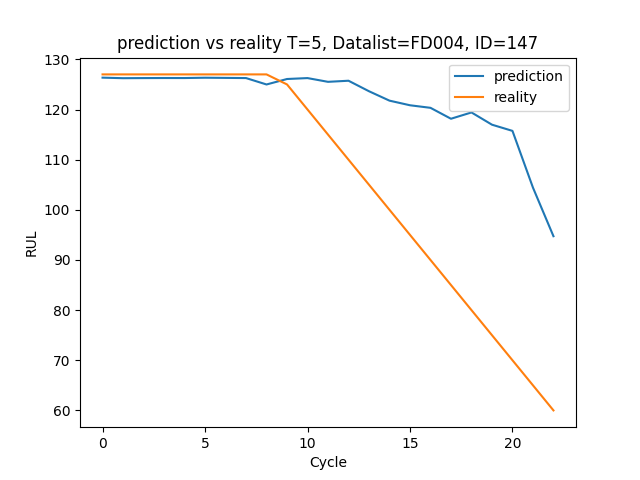 prediction vs reality T=5, Datalist=FD004, ID=147
130
120
110
100
90
80
70
60
RUL
prediction
reality
0 5 10 15 20
Cycle